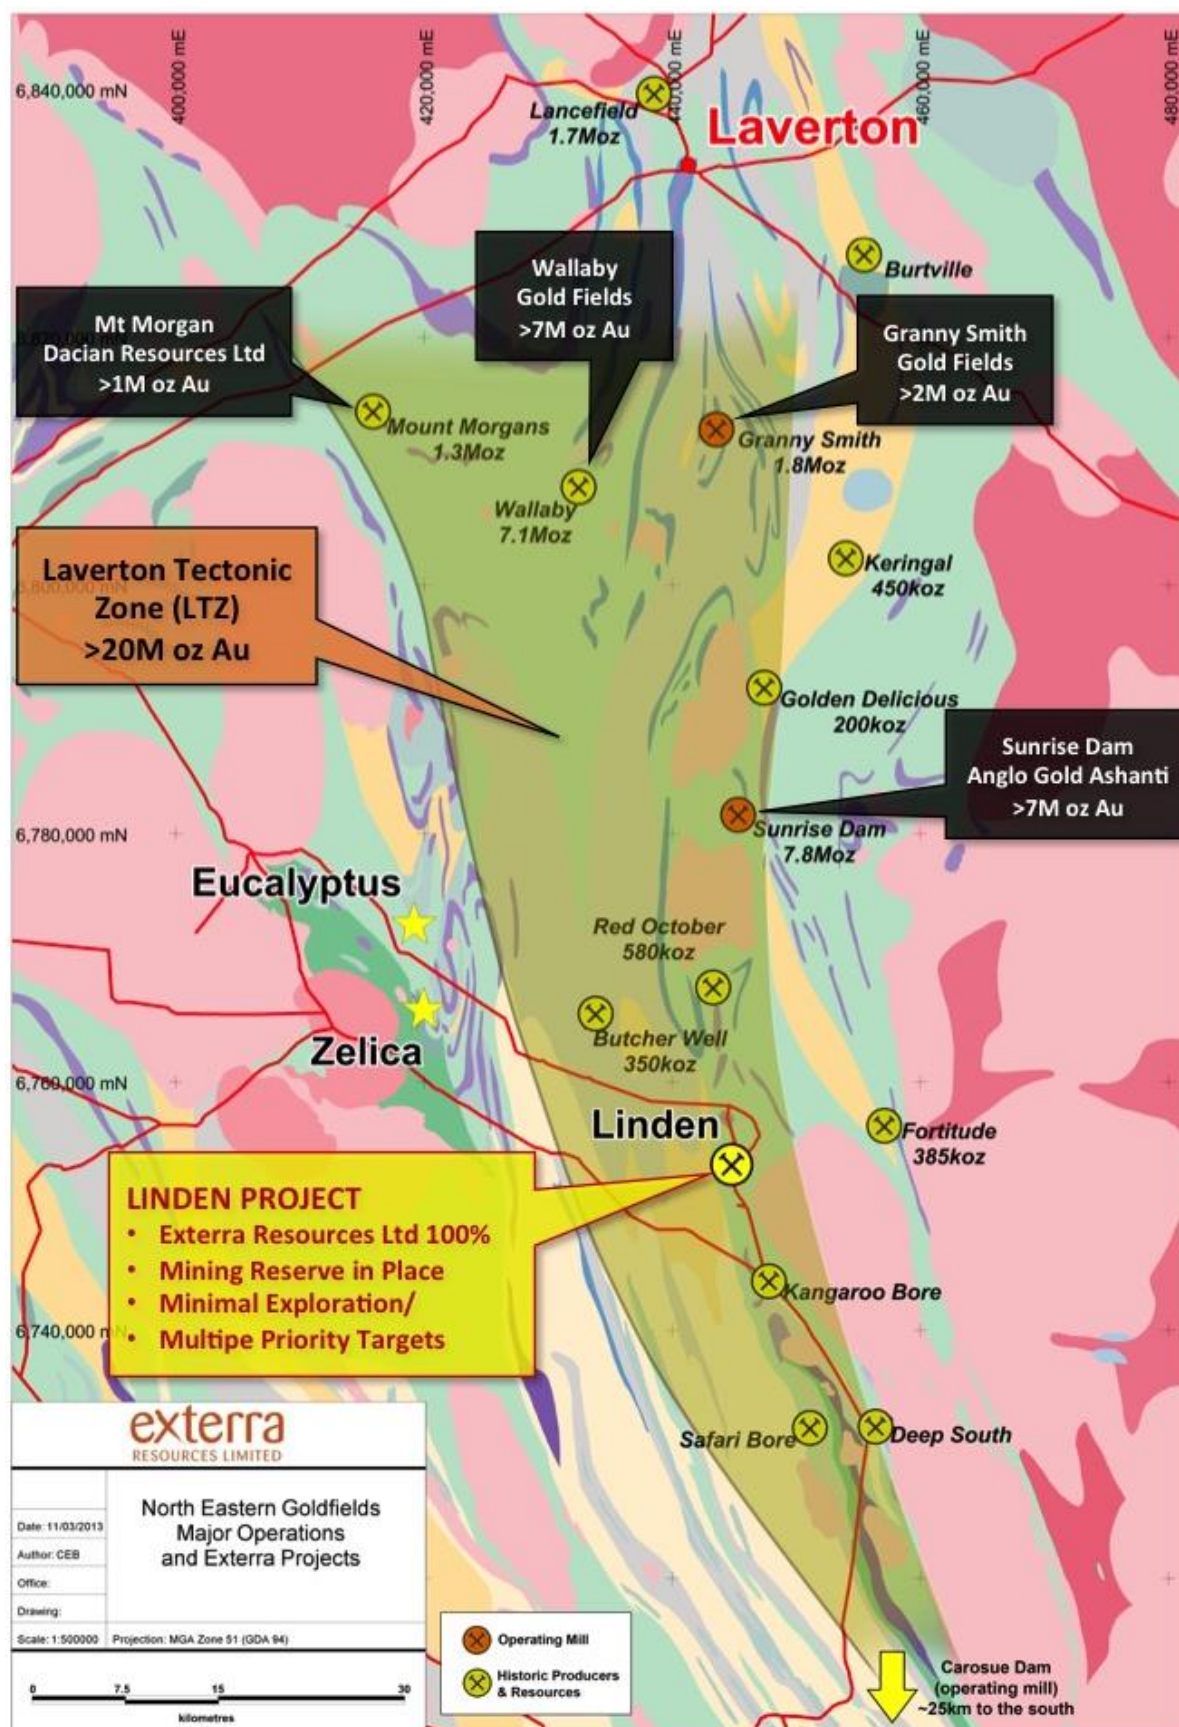 400,000 mE
420,000 mE
440,000 mE
460,000 mE
480,000 mE
6,840,000 mN
Lancefield
1.7Moz
Laverton
Burtville
Wallaby
Gold Fields
>7M oz Au
Mt Morgan
Dacian Resources Ltd
>1M oz Au
Granny Smith
Gold Fields
>2M oz Au
Mount Morgans
1.3Moz
Granny Smith
1.8Moz
Wallaby
7.1Moz
Laverton Tectonic
Zone (LTZ)
>20M oz Au
Keringal
450koz
Golden Delicious
200koz
Sunrise Dam
Anglo Gold Ashanti
>7M oz Au
6,780,000 mN
Sunrise Dam
7.8Moz
Eucalyptus
Red October
580koz
Zelica
Butcher Well
350koz
6,760,000 mN
Linden
Fortitude
385koz
LINDEN PROJECT
• Exterra Resources Ltd 100%
• Mining Reserve in Place
• Minimal Exploration/
• Multipe Priority Targets
Kangaroo Bore
6,740,000 mN
Safari Bore
Deep South
exterra
RESOURCES LIMITED
North Eastern Goldfields
Major Operations
and Exterra Projects
Date: 11/03/2013
Author: CEB
Office:
Drawing:
Scale: 1:500000 Projection: MGA Zone 51 (GDA 94)
0 7.5 15 30
kilometres
Operating Mill
Historic Producers
& Resources
Carosue Dam
(operating mill)
~25km to the south